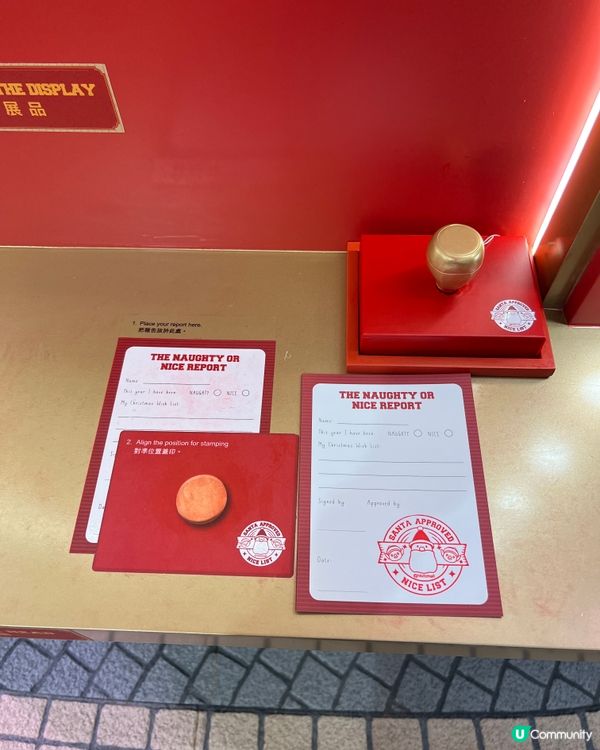 THE DISPLAY
展品
1. Place your report here.
把報告放於此處。
THE NAUGHTY OR
NICE REPORT
Name
This year I have been NAUGHTY NICE
My Christmas Wish List
2. Align the position for stamping
對準位置蓋印。
SANTA APPROVED
NICE LIST
SANTA APPROVED
NICE LIST
THE NAUGHTY OR
NICE REPORT
Name
This year I have been NAUGHTY NICE
My Christmas Wish List
Signed by Approved by
Date
SANTA APPROVED
NICE LIST
U Community